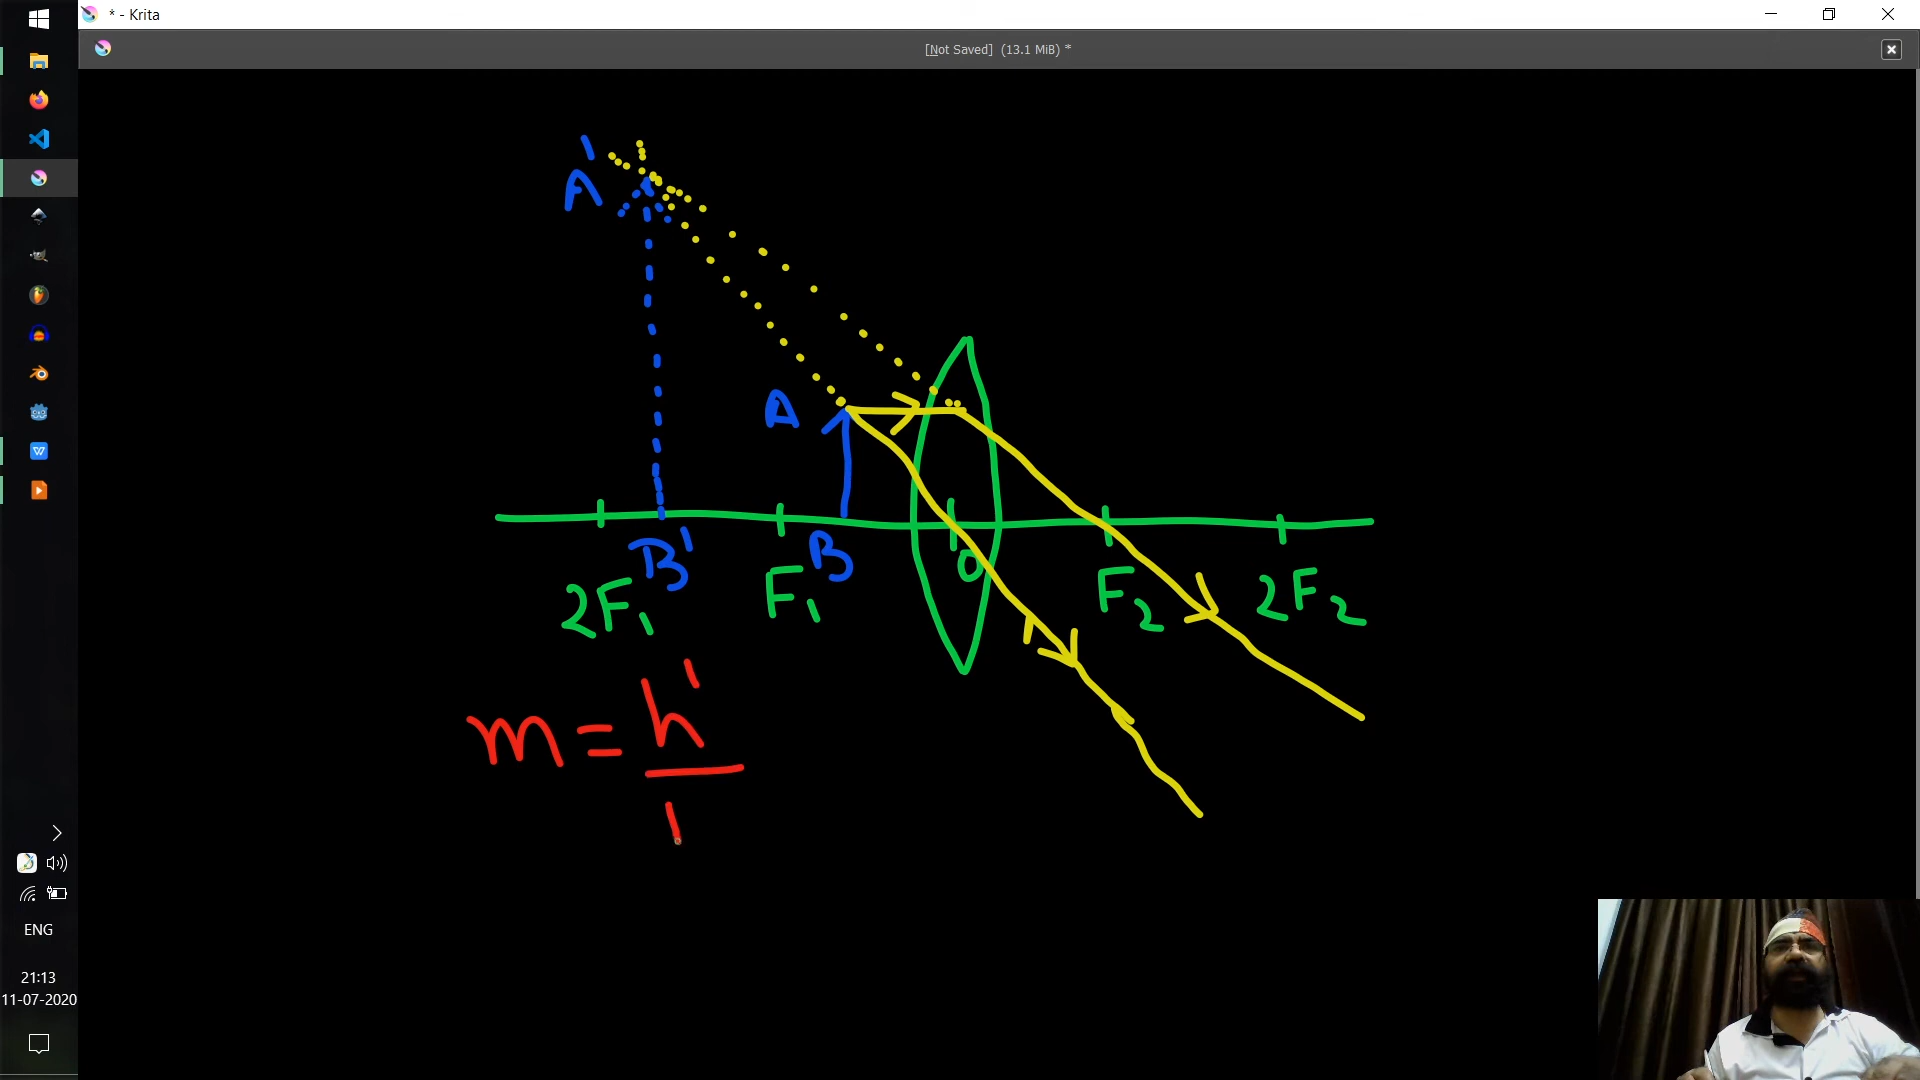 * - Krita
[Not Saved] (13.1 MiB) *
A'
A
B'
B
O
2F₁
F₁
F₂
2F₂
m = h'
ENG
21:13
11-07-2020